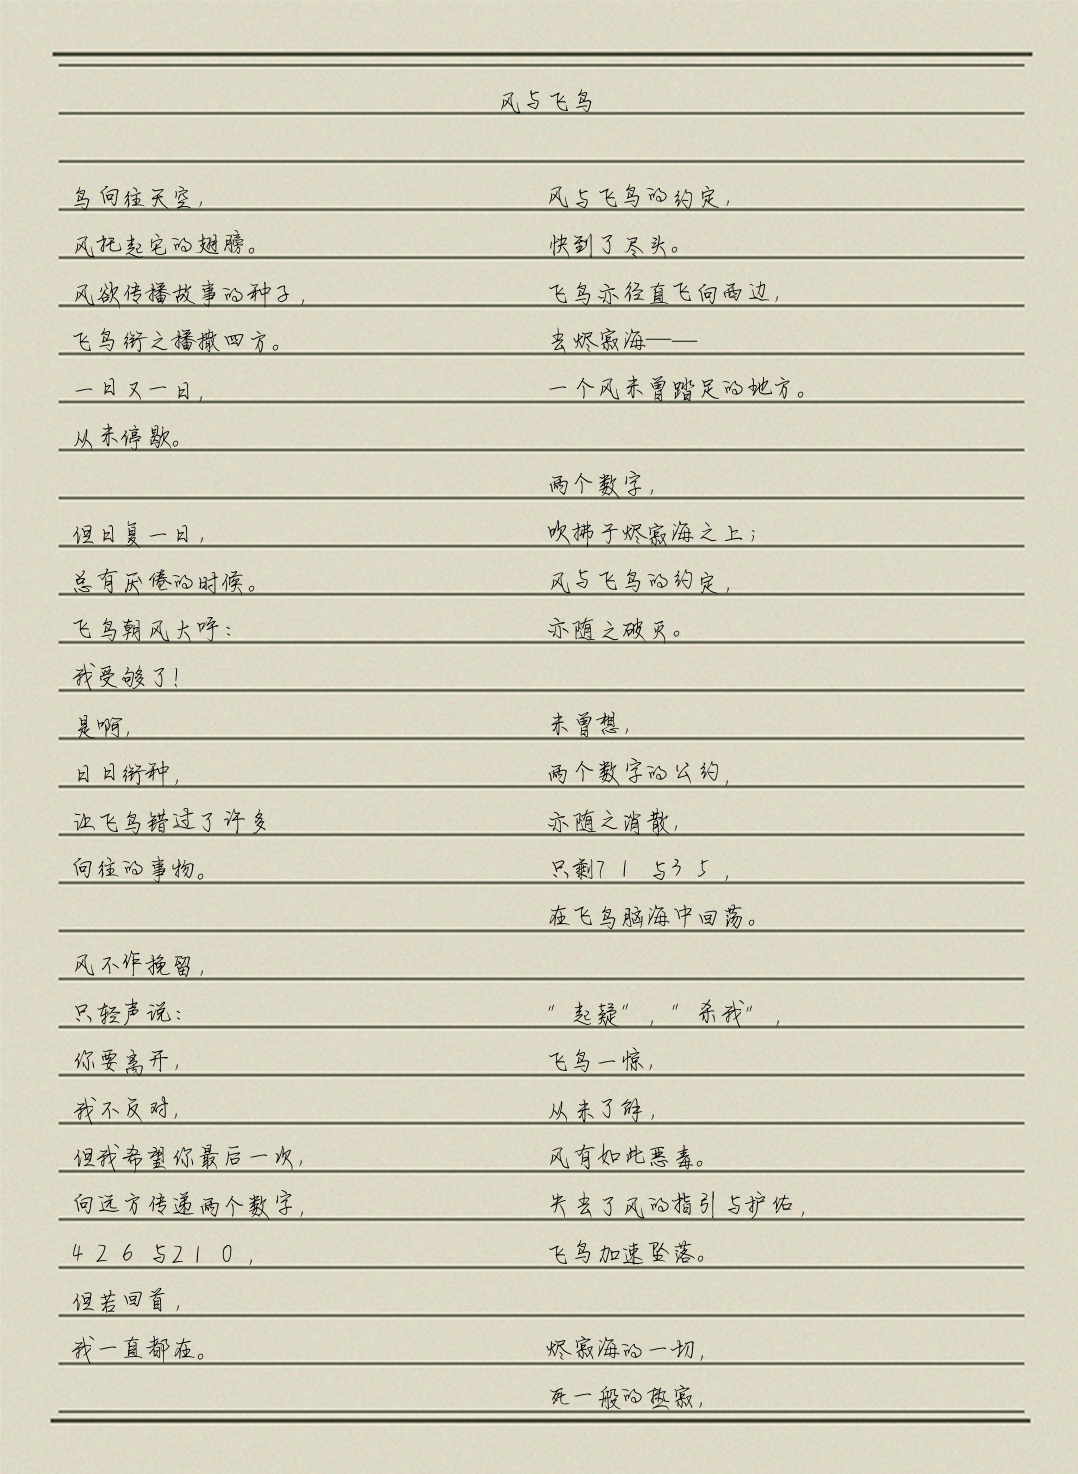 风与飞鸟
鸟向往天空，
风托起它的翅膀。
风欲传播故事的种子，
飞鸟衔之播撒四方。
一日又一日，
从未停歇。
但日复一日，
总有厌倦的时候。
飞鸟朝风大呼：
我受够了！
是啊，
日日衔种，
让飞鸟错过了许多
向往的事物。
风不作挽留，
只轻声说：
你要离开，
我不反对，
但我希望你最后一次，
向远方传递两个数字，
426与210，
但若回首，
我一直都在。
风与飞鸟的约定，
快到了尽头。
飞鸟亦径直飞向西边，
去烬寂海——
一个风未曾踏足的地方。
两个数字，
吹拂于烬寂海之上；
风与飞鸟的约定，
亦随之破灭。
未曾想，
两个数字的公约，
亦随之消散，
只剩71与35，
在飞鸟脑海中回荡。
“起疑”，“杀我”，
飞鸟一惊，
从未了解，
风有如此恶毒。
失去了风的指引与护佑，
飞鸟加速坠落。
烬寂海的一切，
死一般的热寂，